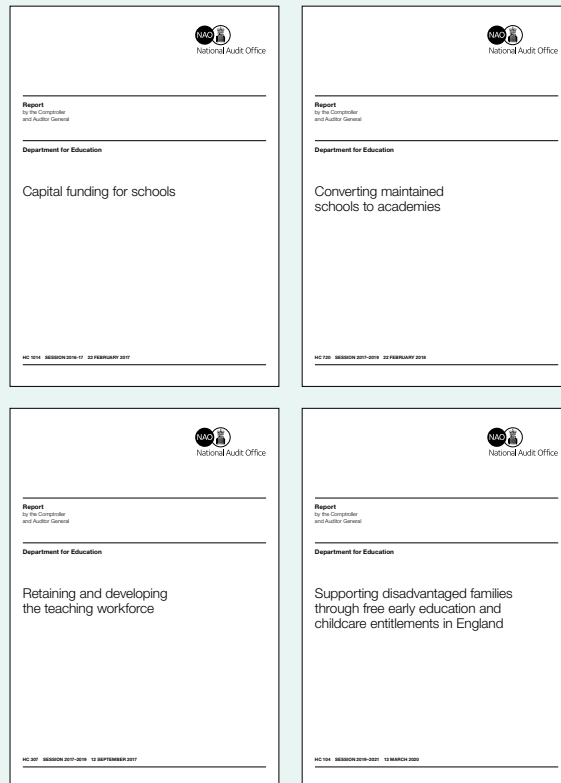 NAO
National Audit Office
Report
by the Comptroller
and Auditor General
Department for Education
Capital funding for schools
HC 1014 SESSION 2016-17 22 FEBRUARY 2017
NAO
National Audit Office
Report
by the Comptroller
and Auditor General
Department for Education
Converting maintained
schools to academies
HC 720 SESSION 2017–2019 22 FEBRUARY 2018
NAO
National Audit Office
Report
by the Comptroller
and Auditor General
Department for Education
Retaining and developing
the teaching workforce
HC 307 SESSION 2017–2019 12 SEPTEMBER 2017
NAO
National Audit Office
Report
by the Comptroller
and Auditor General
Department for Education
Supporting disadvantaged families
through free early education and
childcare entitlements in England
HC 104 SESSION 2019–2021 13 MARCH 2020